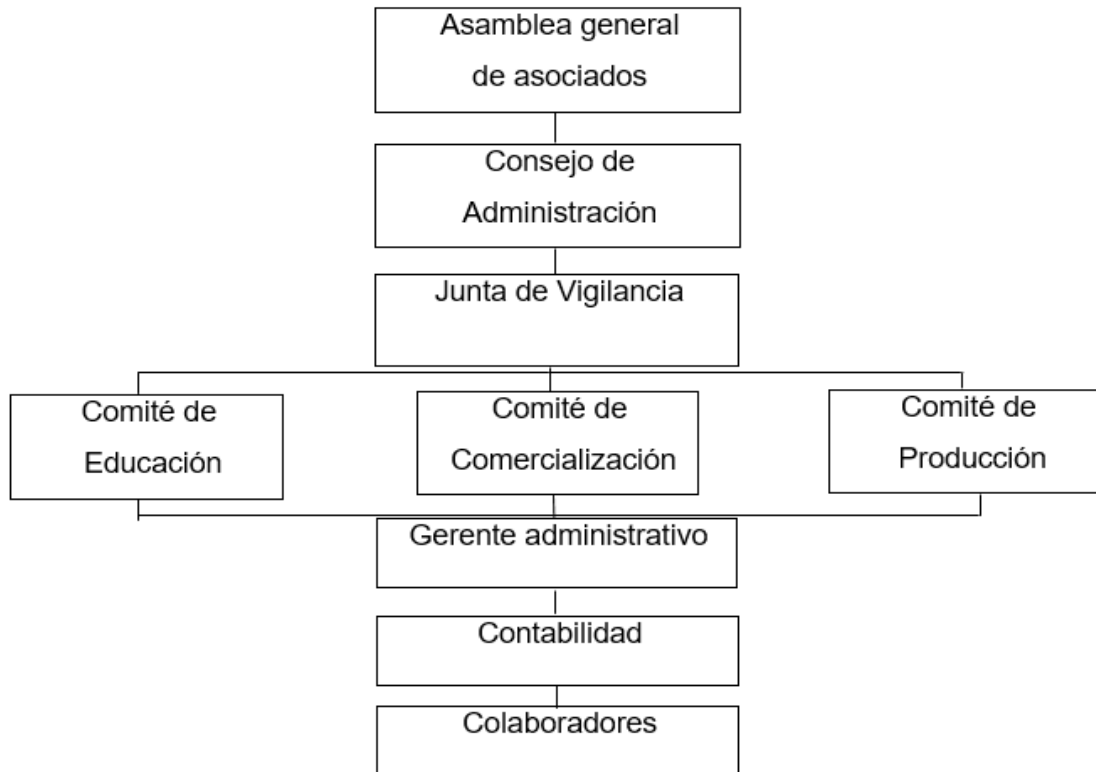 Asamblea general
de asociados
Consejo de
Administración
Junta de Vigilancia
Comité de
Educación
Comité de
Comercialización
Comité de
Producción
Gerente administrativo
Contabilidad
Colaboradores